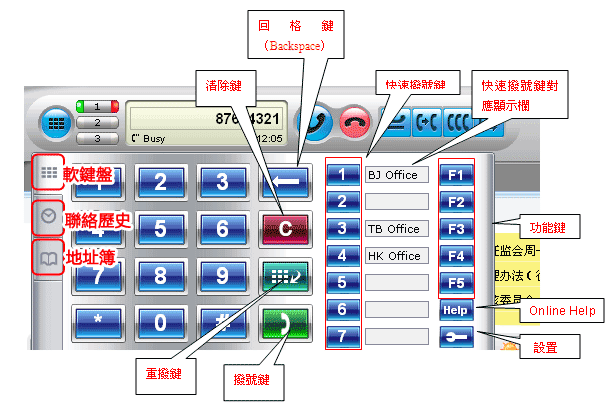 回 格 鍵
（Backspace）
清除鍵
快速撥號鍵
快速撥號鍵對
應顯示欄
1
2
3
4321
Busy
12:05
軟鍵盤
聯絡歷史
地址簿
2
3
5
6
7
8
9
*
0
#
C
2
1 BJ Office F1
2 F2
3 TB Office F3
4 HK Office F4
5 F5
6 Help
7
功能鍵
Online Help
設置
重撥鍵
撥號鍵